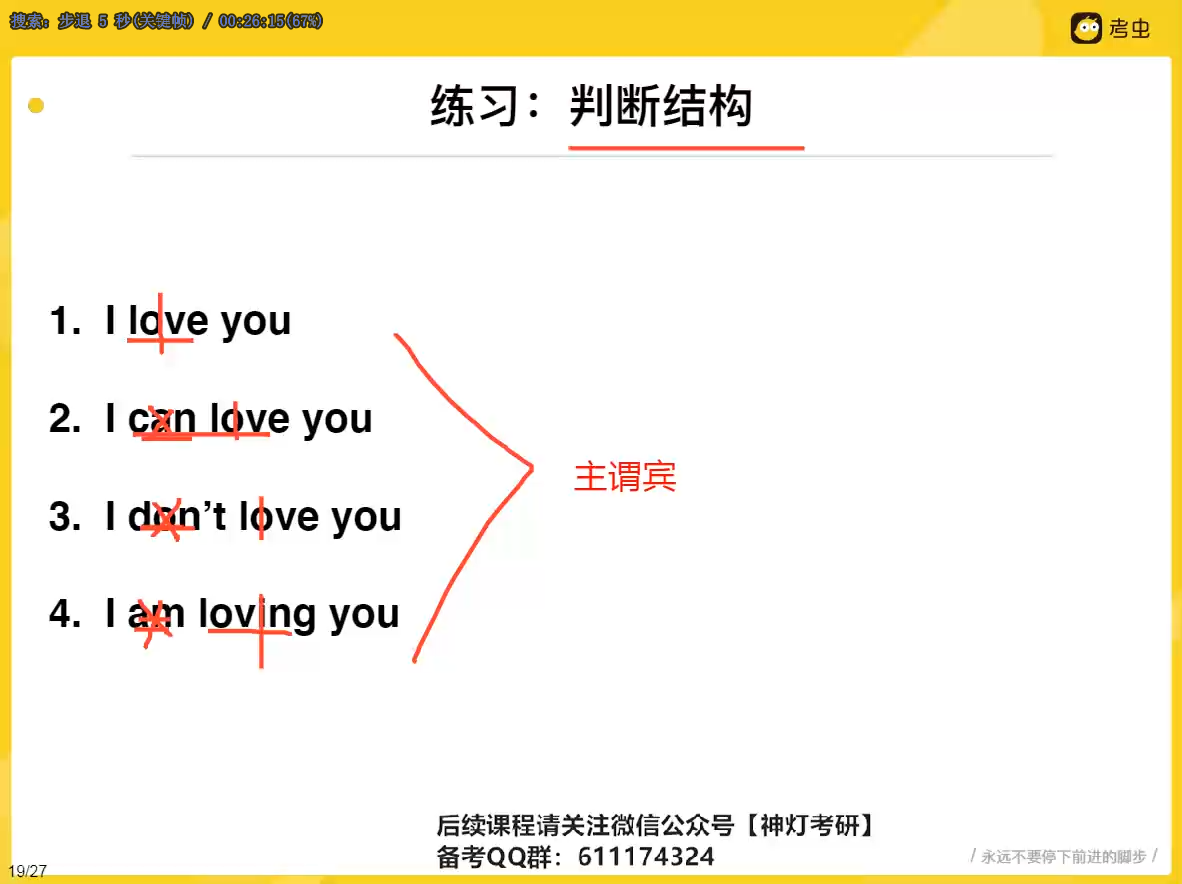 搜索: 步退 5 秒(关键帧) / 00:26:15(67%)
考虫
练习：判断结构
1. I love you
2. I can love you
主谓宾
3. I don’t love you
4. I am loving you
后续课程请关注微信公众号【神灯考研】
备考QQ群：611174324
/ 永远不要停下前进的脚步 /
19/27